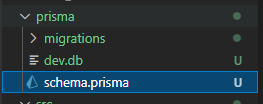 prisma
migrations
dev.db U
schema.prisma U